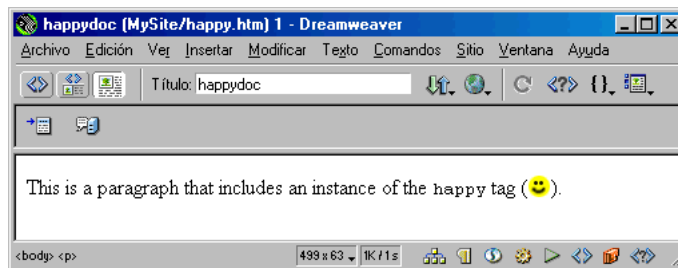 happydoc (MySite/happy.htm) 1 - Dreamweaver
Archivo Edición Ver Insertar Modificar Texto Comandos Sitio Ventana Ayuda
Título: happydoc
This is a paragraph that includes an instance of the happy tag ( ).
<body> <p> 499 x 63 1K / 1 s